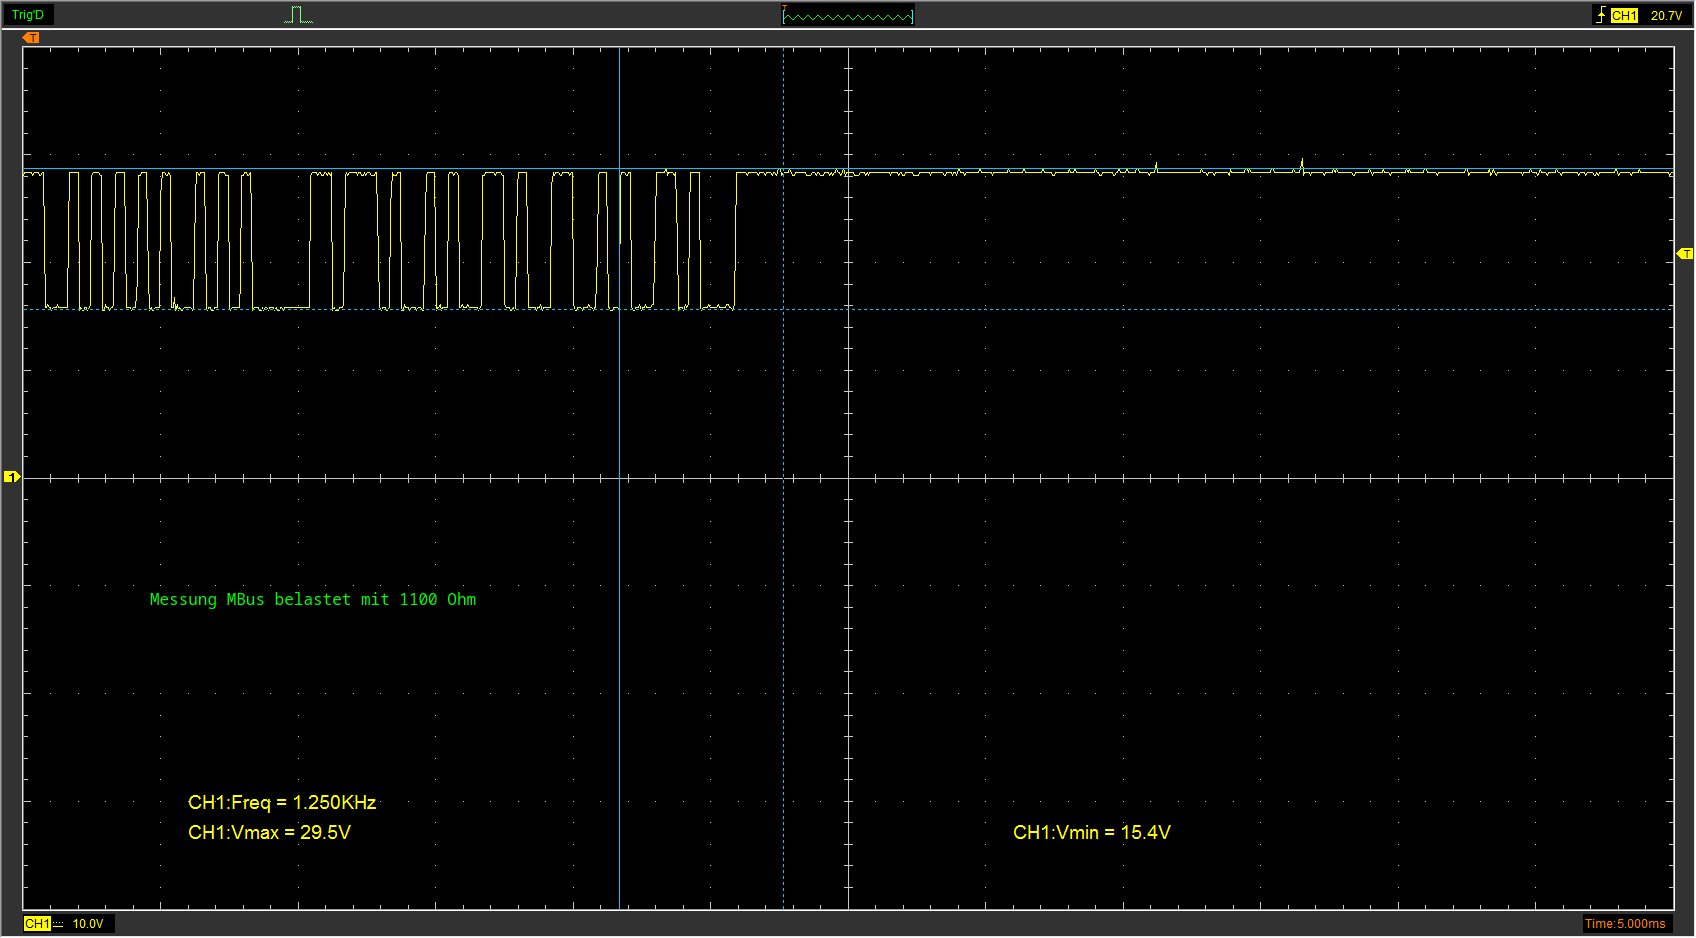 Trig'D
T
CH1 20.7V
T
T
1
Messung MBus belastet mit 1100 Ohm
CH1:Freq = 1.250KHz
CH1:Vmax = 29.5V
CH1:Vmin = 15.4V
CH1 10.0V
Time:5.000ms